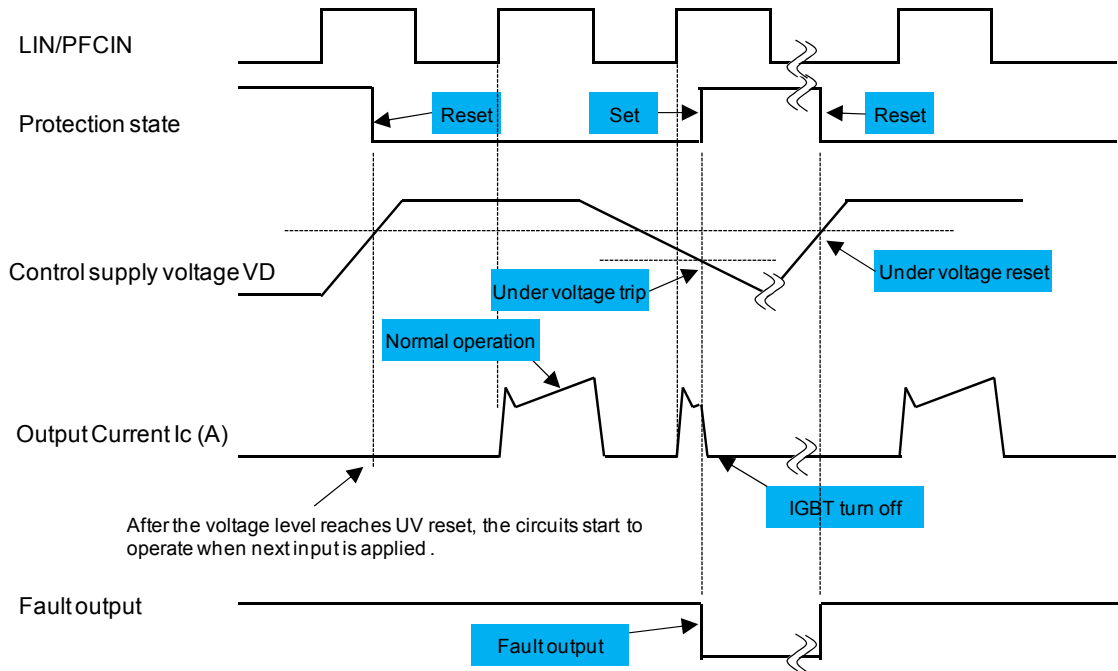 LIN/PFCIN
Protection state
Reset
Set
Reset
Control supply voltage VD
Under voltage trip
Under voltage reset
Normal operation
Output Current Ic (A)
IGBT turn off
After the voltage level reaches UV reset, the circuits start to
operate when next input is applied .
Fault output
Fault output